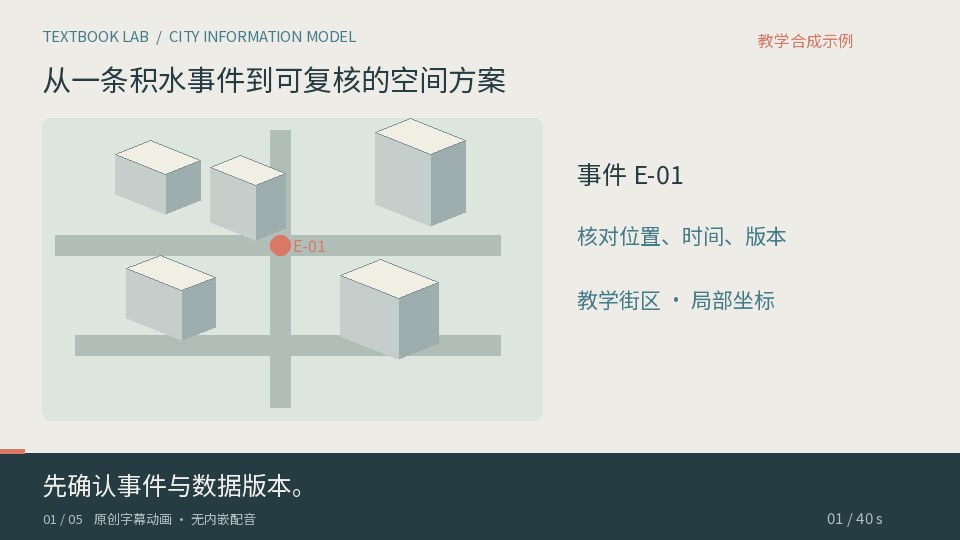 TEXTBOOK LAB / CITY INFORMATION MODEL
教学合成示例
从一条积水事件到可复核的空间方案
E-01
事件 E-01
核对位置、时间、版本
教学街区 · 局部坐标
先确认事件与数据版本。
01 / 05 原创字幕动画 · 无内嵌配音
01 / 40 s